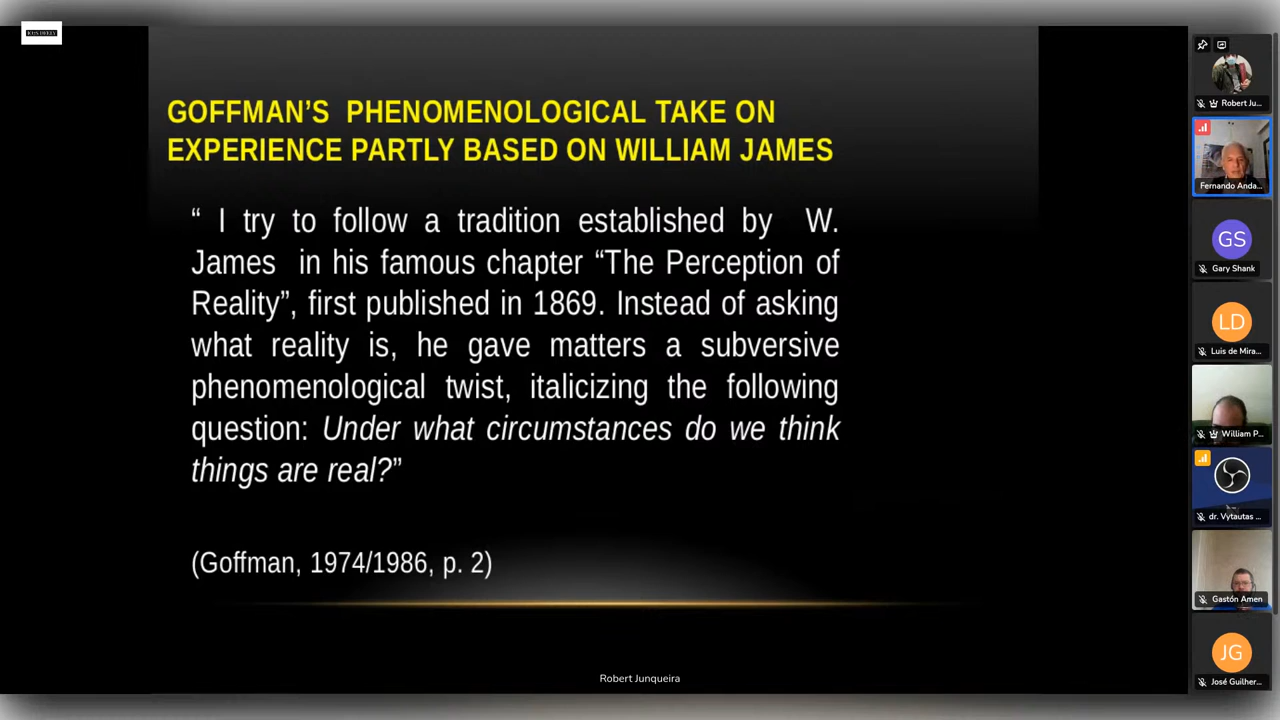 GOFFMAN’S PHENOMENOLOGICAL TAKE ON
EXPERIENCE PARTLY BASED ON WILLIAM JAMES
“ I try to follow a tradition established by W.
James in his famous chapter “The Perception of
Reality”, first published in 1869. Instead of asking
what reality is, he gave matters a subversive
phenomenological twist, italicizing the following
question: Under what circumstances do we think
things are real?”
(Goffman, 1974/1986, p. 2)
Robert Junqueira
Robert Ju...
Fernando Anda...
GS
Gary Shank
LD
Luis de Mira...
William P...
dr. Vytautas ...
Gastón Amen
JG
José Guilher...